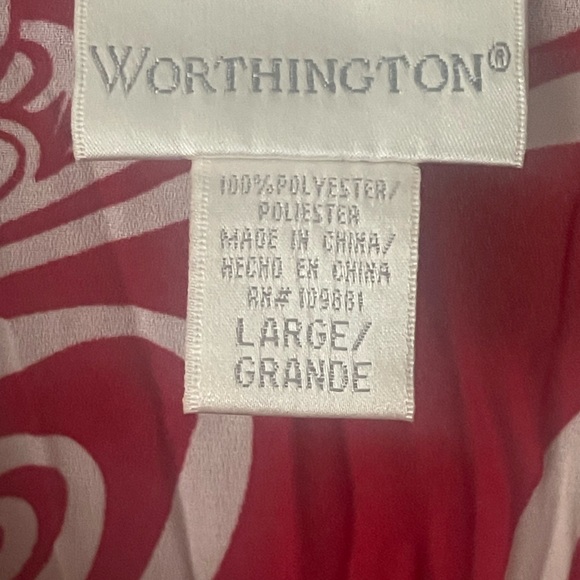 WORTHINGTON®
100%POLYESTER/
POLIESTER
MADE IN CHINA/
HECHO EN CHINA
RN# 109881
LARGE/
GRANDE